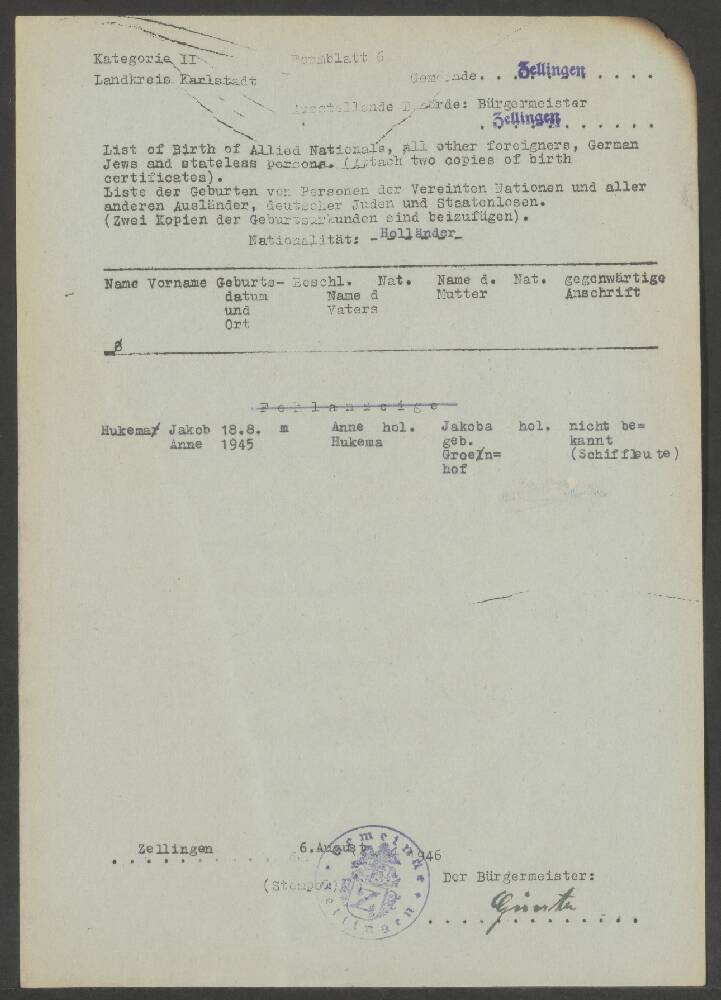 Kategorie II Formblatt 6
Landkreis Karlstadt Gemeinde. . .Zellingen . . . .
Ausstellende Behörde: Bürgermeister
. Zellingen . . . . . .
List of Birth of Allied Nationals, all other foreigners, German
Jews and stateless persons. (Attach two copies of birth
certificates).
Liste der Geburten von Personen der Vereinten Nationen und aller
anderen Ausländer, deutscher Juden und Staatenlosen.
(Zwei Kopien der Geburtsurkunden sind beizufügen).
Nationalität: Holländer
Name Vorname Geburts- Geschl. Nat. Name d. Nat. gegenwärtige
datum Name d Mutter Anschrift
und Vaters
Ort
Fehlanzeige
Hukema Jakob 18.8. m Anne hol. Jakoba hol. nicht be=
Anne 1945 Hukema geb. kannt
Groen= (Schiffleute)
hof
Zellingen 6.August 1946
(Stempel) Der Bürgermeister:
Gemeinde Zellingen